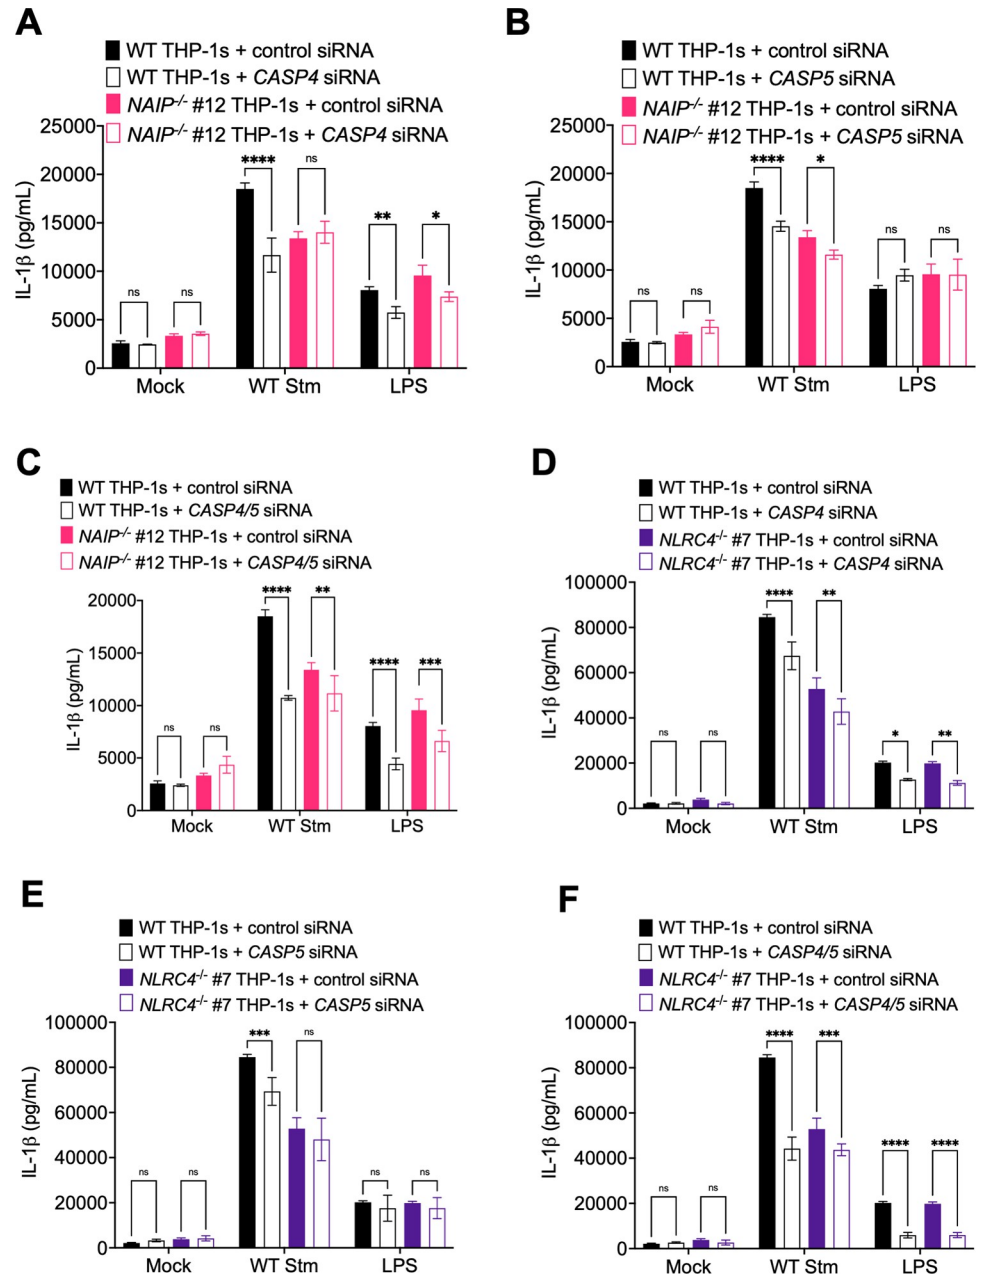 A
WT THP-1s + control siRNA
WT THP-1s + CASP4 siRNA
NAIP-/- #12 THP-1s + control siRNA
NAIP-/- #12 THP-1s + CASP4 siRNA
IL-1β (pg/mL)
25000
20000
15000
10000
5000
0
ns
ns
****
ns
**
*
Mock
WT Stm
LPS
B
WT THP-1s + control siRNA
WT THP-1s + CASP5 siRNA
NAIP-/- #12 THP-1s + control siRNA
NAIP-/- #12 THP-1s + CASP5 siRNA
IL-1β (pg/mL)
25000
20000
15000
10000
5000
0
ns
ns
****
*
ns
ns
Mock
WT Stm
LPS
C
WT THP-1s + control siRNA
WT THP-1s + CASP4/5 siRNA
NAIP-/- #12 THP-1s + control siRNA
NAIP-/- #12 THP-1s + CASP4/5 siRNA
IL-1β (pg/mL)
20000
15000
10000
5000
0
ns
ns
****
**
****
***
Mock
WT Stm
LPS
D
WT THP-1s + control siRNA
WT THP-1s + CASP4 siRNA
NLRC4-/- #7 THP-1s + control siRNA
NLRC4-/- #7 THP-1s + CASP4 siRNA
IL-1β (pg/mL)
100000
80000
60000
40000
20000
0
ns
ns
****
**
*
**
Mock
WT Stm
LPS
E
WT THP-1s + control siRNA
WT THP-1s + CASP5 siRNA
NLRC4-/- #7 THP-1s + control siRNA
NLRC4-/- #7 THP-1s + CASP5 siRNA
IL-1β (pg/mL)
100000
80000
60000
40000
20000
0
ns
ns
***
ns
ns
ns
Mock
WT Stm
LPS
F
WT THP-1s + control siRNA
WT THP-1s + CASP4/5 siRNA
NLRC4-/- #7 THP-1s + control siRNA
NLRC4-/- #7 THP-1s + CASP4/5 siRNA
IL-1β (pg/mL)
100000
80000
60000
40000
20000
0
ns
ns
****
***
****
****
Mock
WT Stm
LPS